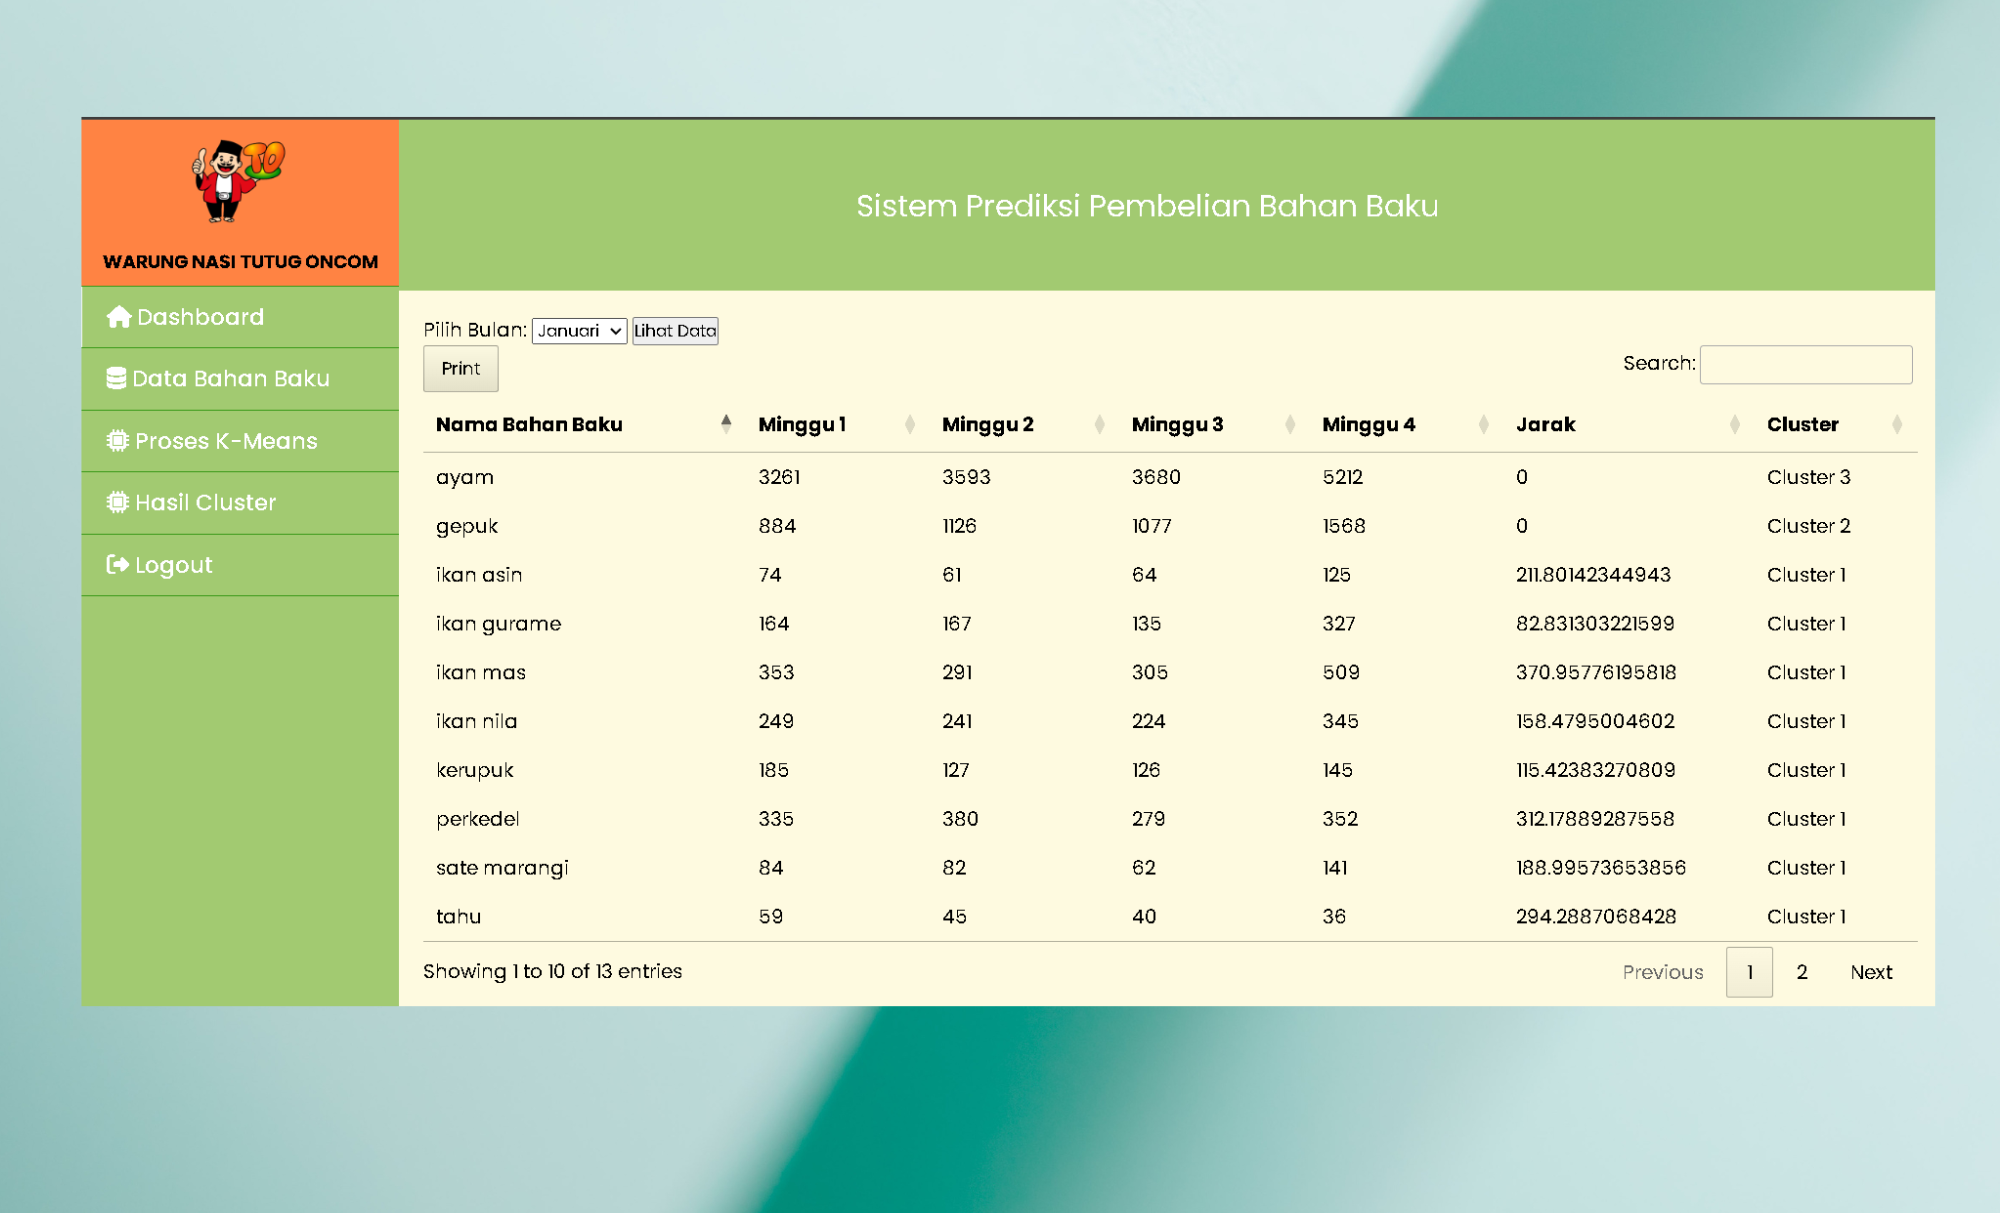 TO
WARUNG NASI TUTUG ONCOM
Dashboard
Data Bahan Baku
Proses K-Means
Hasil Cluster
Logout
Sistem Prediksi Pembelian Bahan Baku
Pilih Bulan: Januari Lihat Data
Print
Search:
Nama Bahan Baku Minggu 1 Minggu 2 Minggu 3 Minggu 4 Jarak Cluster
ayam 3261 3593 3680 5212 0 Cluster 3
gepuk 884 1126 1077 1568 0 Cluster 2
ikan asin 74 61 64 125 211.80142344943 Cluster 1
ikan gurame 164 167 135 327 82.831303221599 Cluster 1
ikan mas 353 291 305 509 370.95776195818 Cluster 1
ikan nila 249 241 224 345 158.4795004602 Cluster 1
kerupuk 185 127 126 145 115.42383270809 Cluster 1
perkedel 335 380 279 352 312.17889287558 Cluster 1
sate marangi 84 82 62 141 188.99573653856 Cluster 1
tahu 59 45 40 36 294.2887068428 Cluster 1
Showing 1 to 10 of 13 entries
Previous 1 2 Next